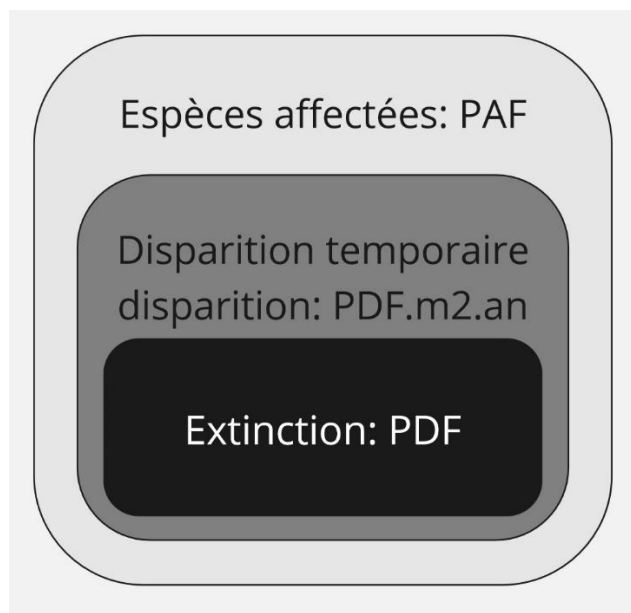 Espèces affectées: PAF
Disparition temporaire
disparition: PDF.m2.an
Extinction: PDF